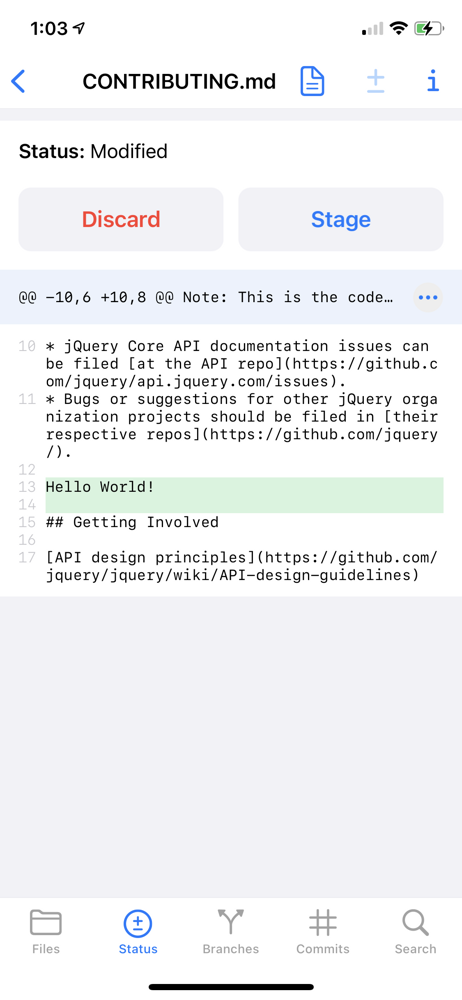 1:03
CONTRIBUTING.md
Status: Modified
Discard
Stage
@@ -10,6 +10,8 @@ Note: This is the code…
10 * jQuery Core API documentation issues can
be filed [at the API repo](https://github.c
om/jquery/api.jquery.com/issues).
11 * Bugs or suggestions for other jQuery orga
nization projects should be filed in [their
respective repos](https://github.com/jquery
/).
12
13 Hello World!
14
15 ## Getting Involved
16
17 [API design principles](https://github.com/
jquery/jquery/wiki/API-design-guidelines)
Files
Status
Branches
Commits
Search